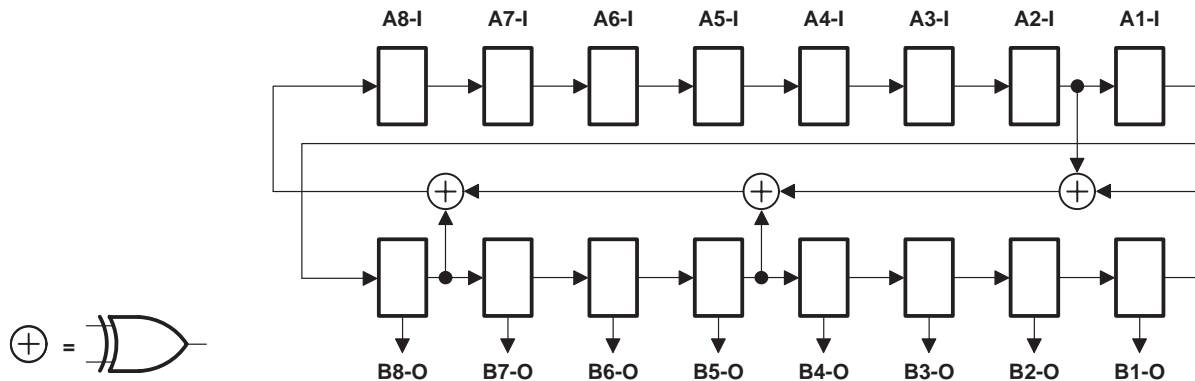 A8-I A7-I A6-I A5-I A4-I A3-I A2-I A1-I
=
B8-O B7-O B6-O B5-O B4-O B3-O B2-O B1-O